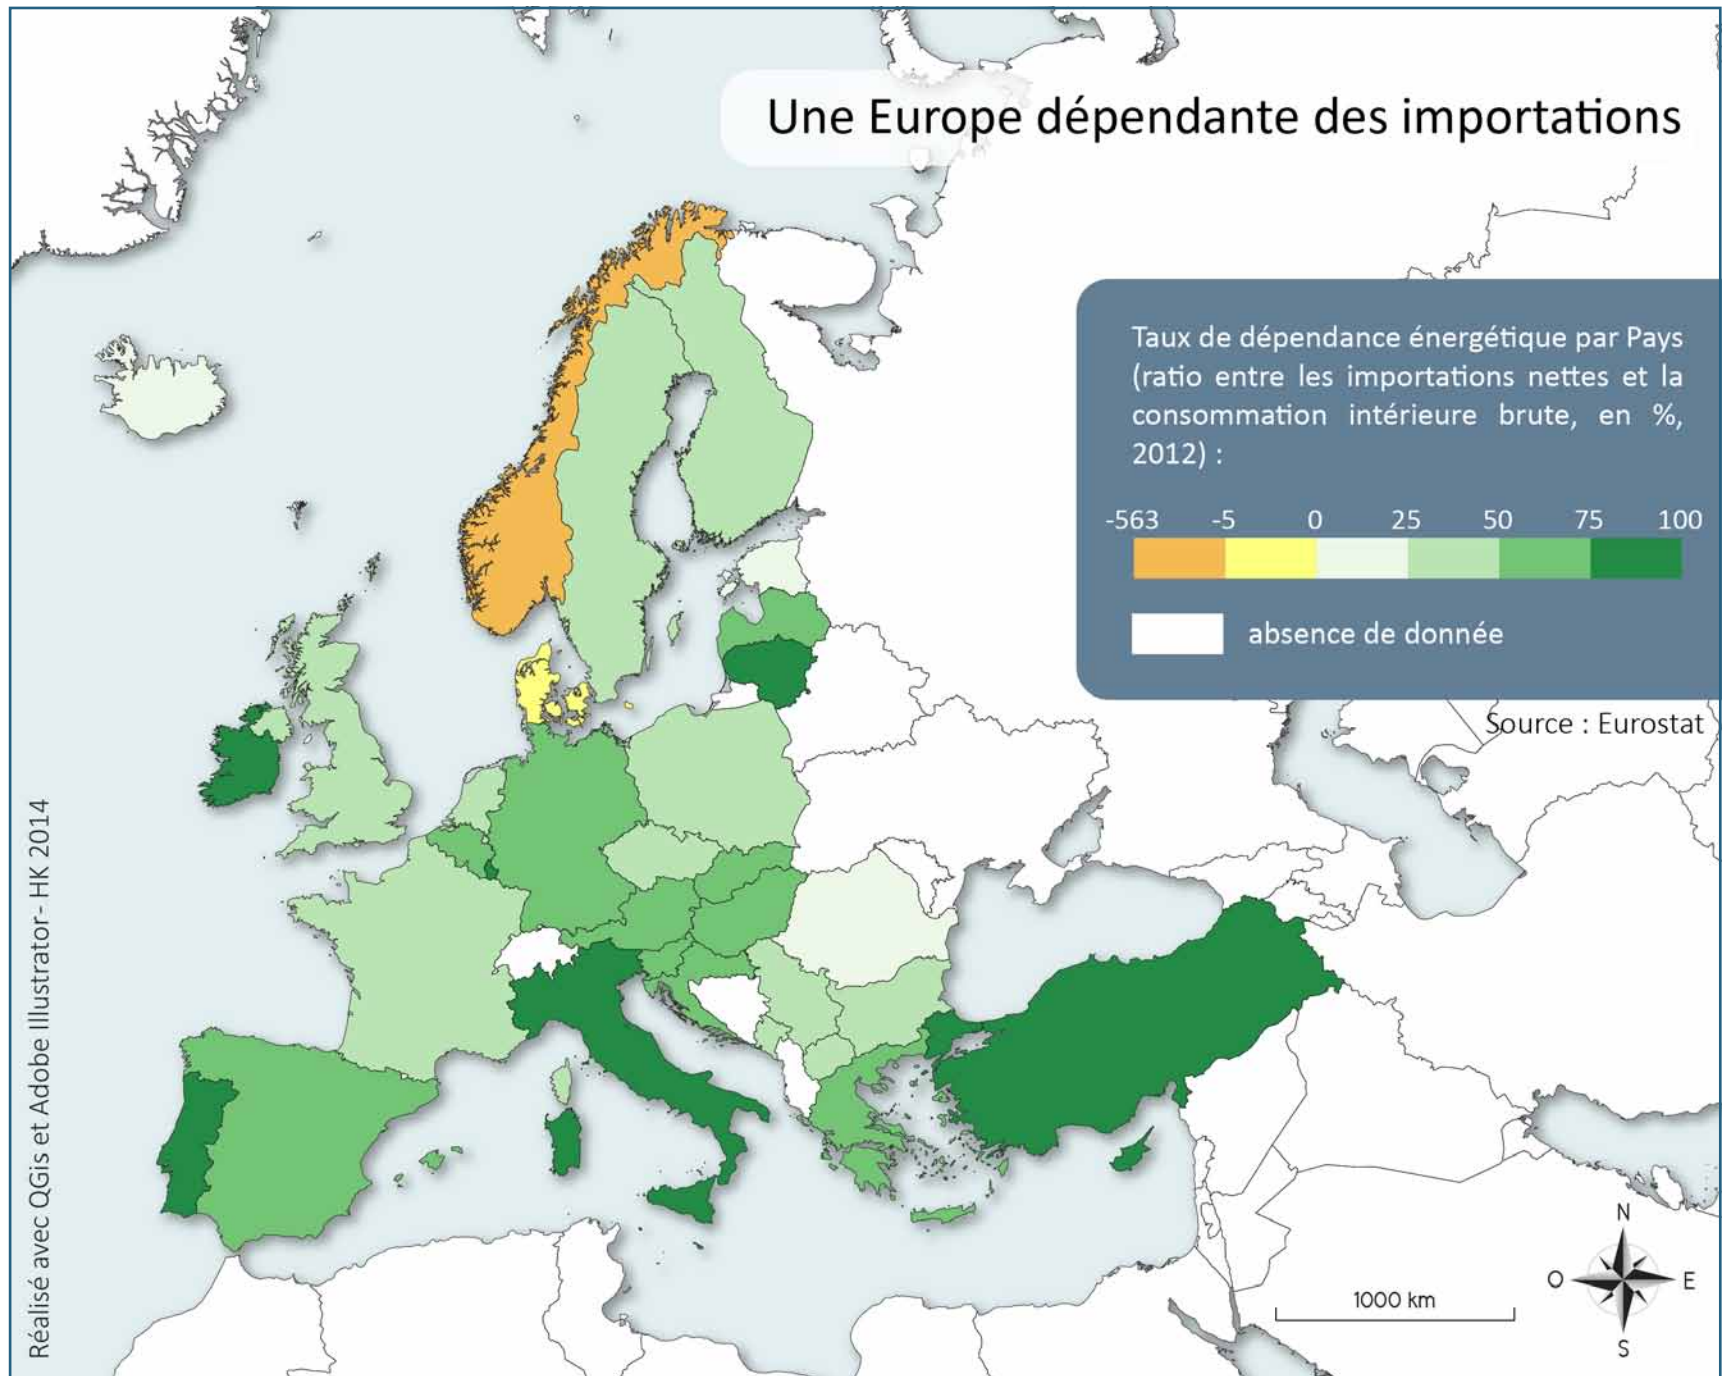 Une Europe dépendante des importations
Taux de dépendance énergétique par Pays
(ratio entre les importations nettes et la
consommation intérieure brute, en %,
2012) :
-563 -5 0 25 50 75 100
absence de donnée
Source : Eurostat
Réalisé avec QGis et Adobe Illustrator- HK 2014
1000 km
N
O E
S